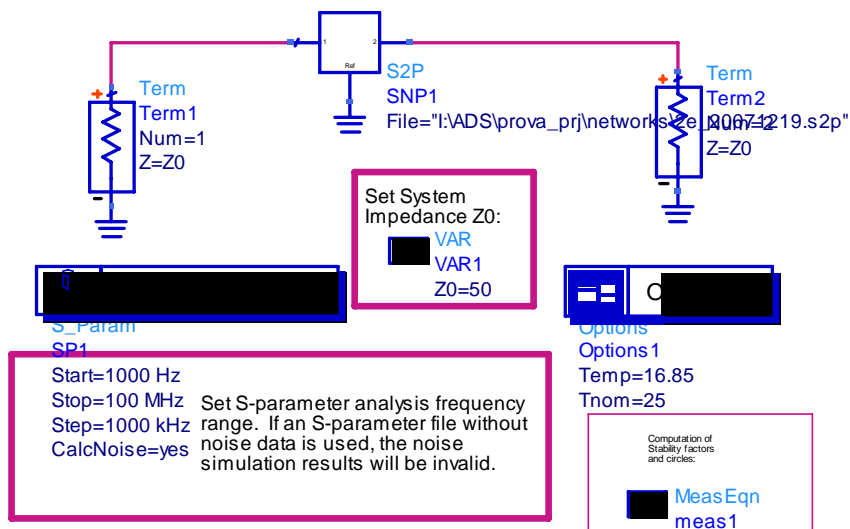 1
2
Ref
S2P
SNP1
File="I:\ADS\prova_prj\networks\2e_20071219.s2p"
Term
Term1
Num=1
Z=Z0
Term
Term2
Num=2
Z=Z0
Set System
Impedance Z0:
VAR
VAR1
Z0=50
O
S_Param
SP1
Start=1000 Hz
Stop=100 MHz
Step=1000 kHz
CalcNoise=yes
Set S-parameter analysis frequency
range. If an S-parameter file without
noise data is used, the noise
simulation results will be invalid.
Options
Options1
Temp=16.85
Tnom=25
Computation of
Stability factors
and circles:
MeasEqn
meas1